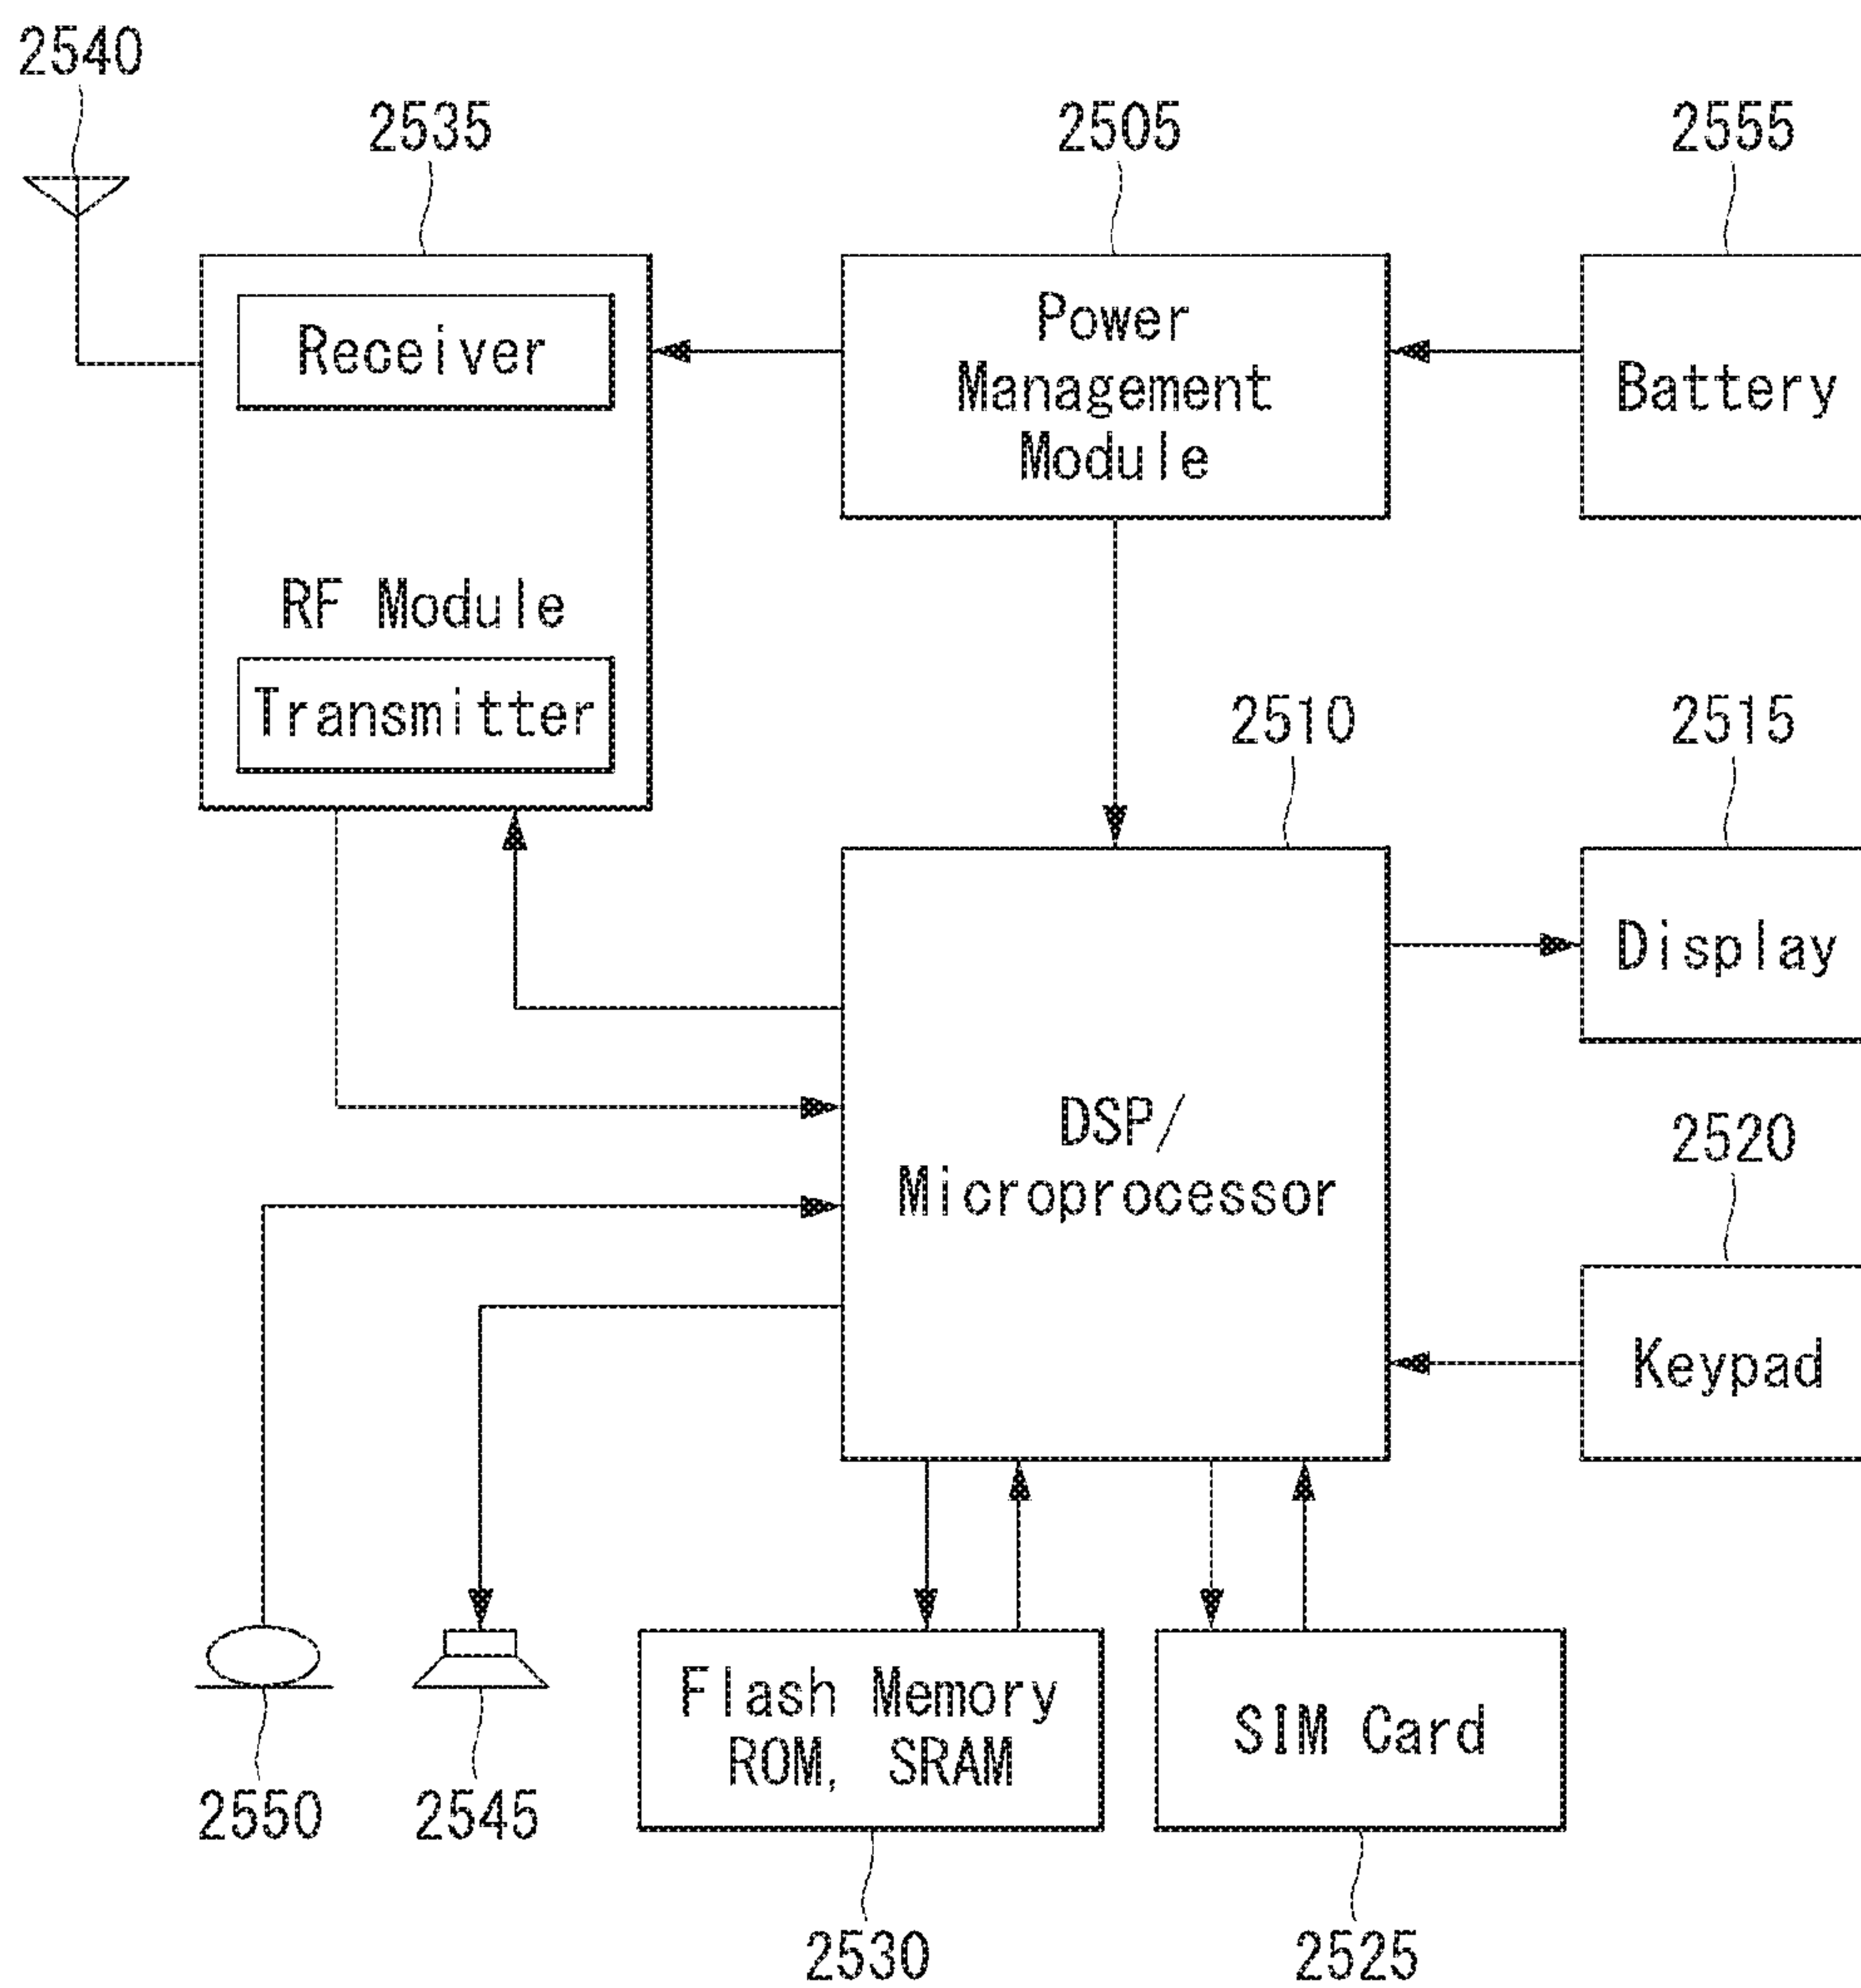 2540
2535
2505
2555
Receiver
RF Module
Transmitter
Power
Management
Module
Battery
2510
2515
DSP/
Microprocessor
Display
2520
Keypad
Flash Memory
ROM, SRAM
SIM Card
2550
2545
2530
2525